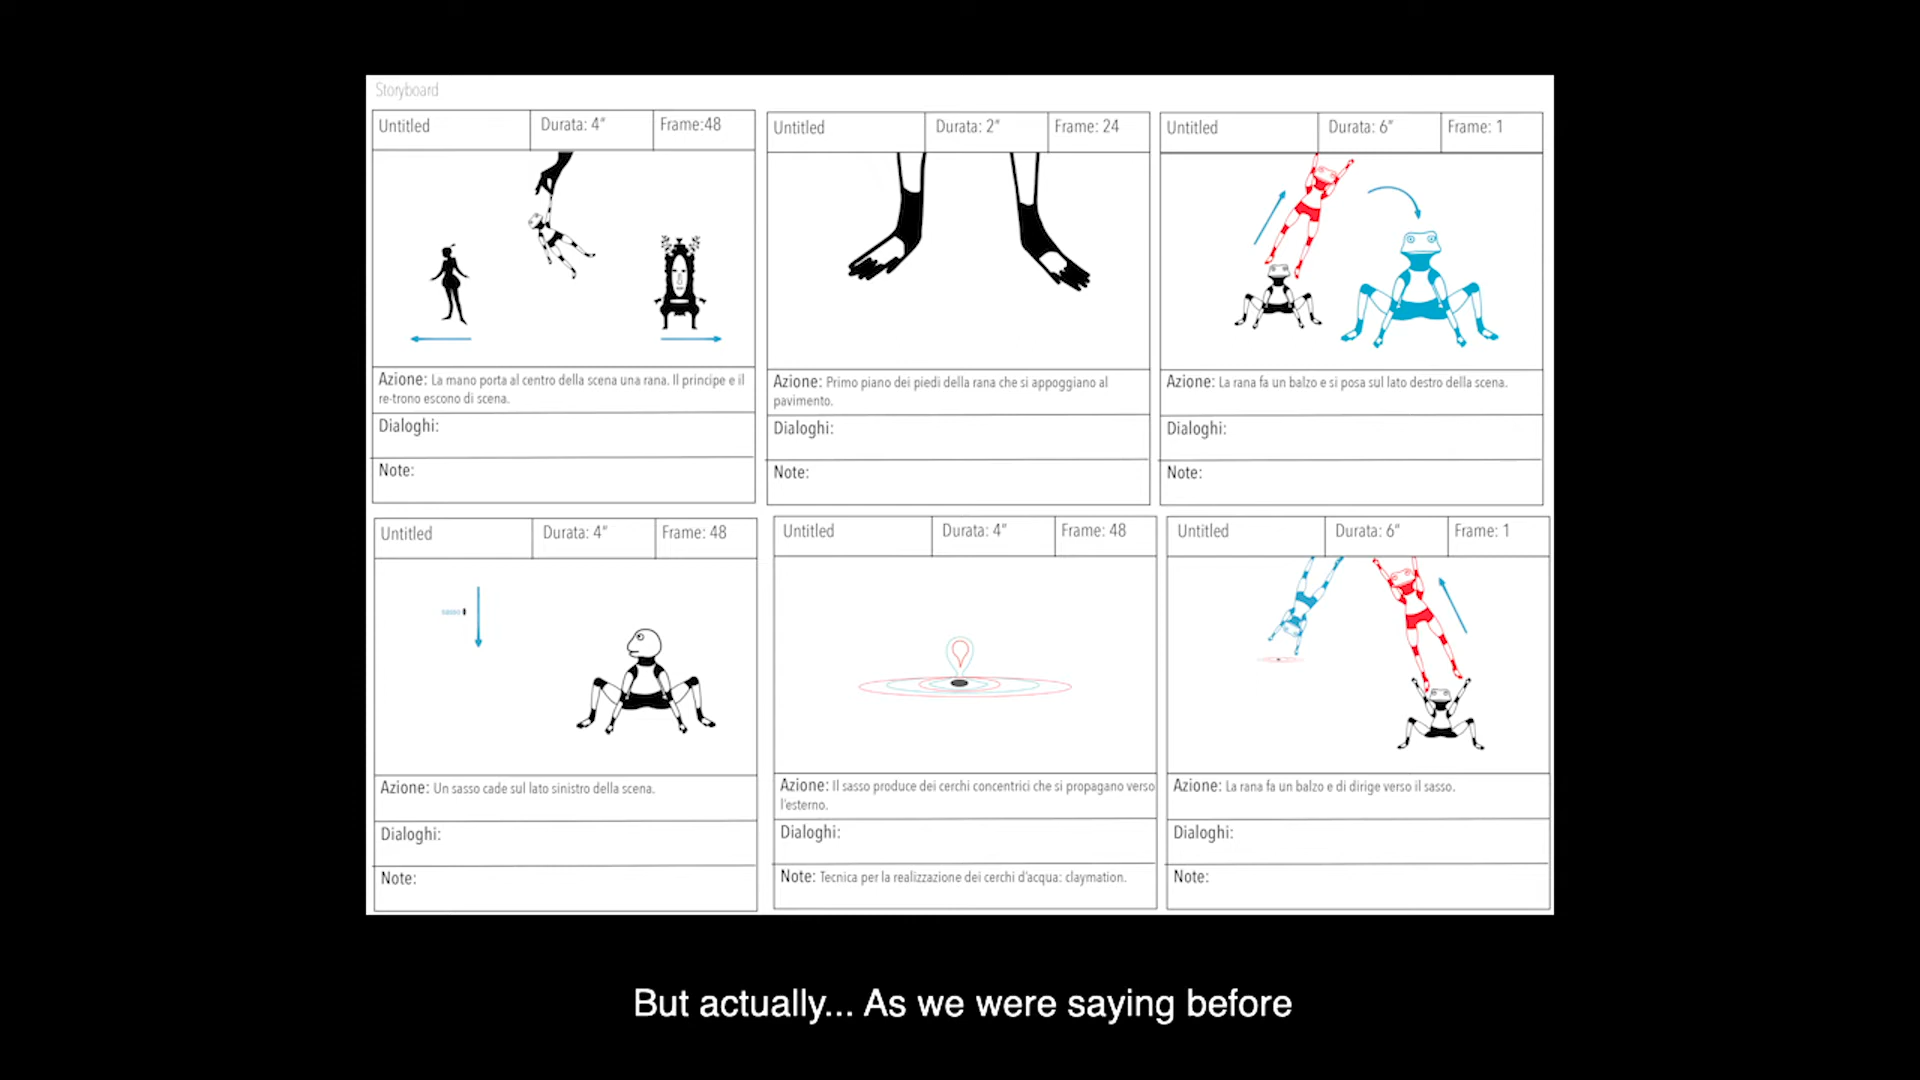 Storyboard
Untitled
Durata: 4"
Frame:48
Azione: La mano porta al centro della scena una rana. Il principe e il
re-trono escono di scena.
Dialoghi:
Note:
Untitled
Durata: 2"
Frame: 24
Azione: Primo piano dei piedi della rana che si appoggiano al
pavimento.
Dialoghi:
Note:
Untitled
Durata: 6"
Frame: 1
Azione: La rana fa un balzo e si posa sul lato destro della scena.
Dialoghi:
Note:
Untitled
Durata: 4"
Frame: 48
sasso
Azione: Un sasso cade sul lato sinistro della scena.
Dialoghi:
Note:
Untitled
Durata: 4"
Frame: 48
Azione: Il sasso produce dei cerchi concentrici che si propagano verso
l'esterno.
Dialoghi:
Note: Tecnica per la realizzazione dei cerchi d'acqua: claymation.
Untitled
Durata: 6"
Frame: 1
Azione: La rana fa un balzo e di dirige verso il sasso.
Dialoghi:
Note:
But actually... As we were saying before